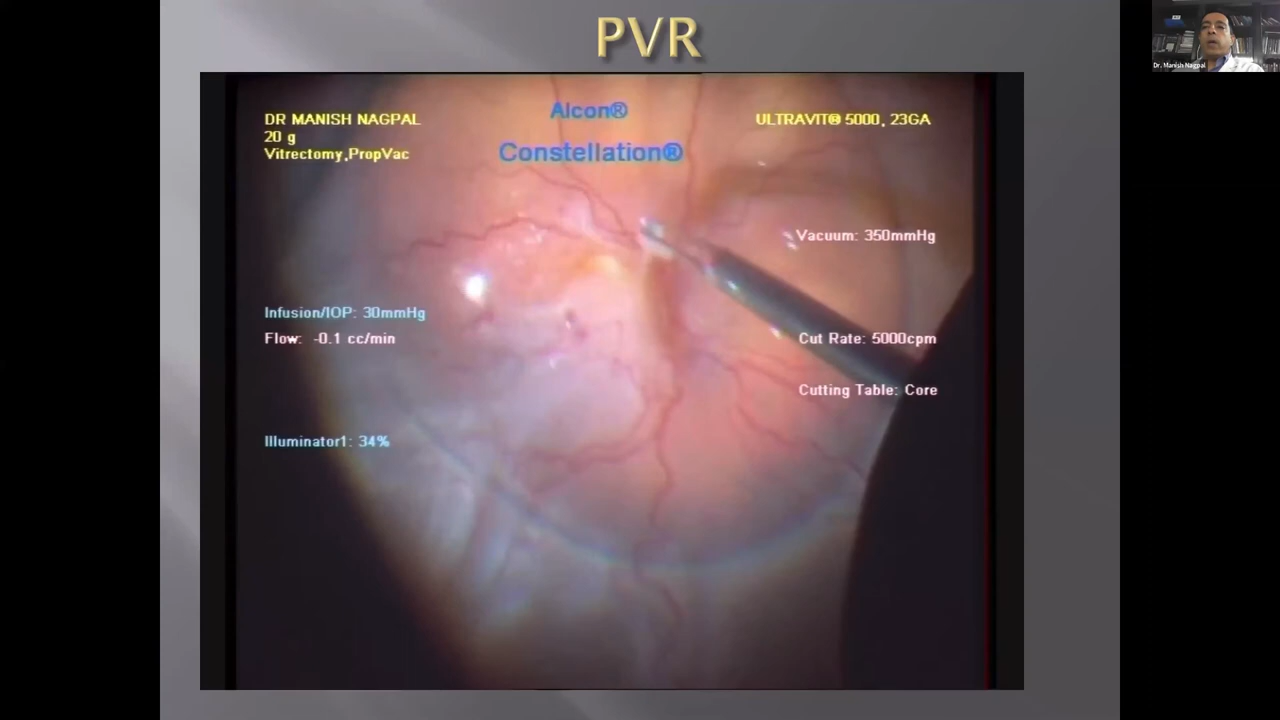 PVR
Dr. Manish Nagpal
DR MANISH NAGPAL
20 g
Vitrectomy,PropVac
Alcon®
Constellation®
ULTRAVIT® 5000, 23GA
Vacuum: 350mmHg
Infusion/IOP: 30mmHg
Flow: -0.1 cc/min
Cut Rate: 5000cpm
Cutting Table: Core
Illuminator1: 34%